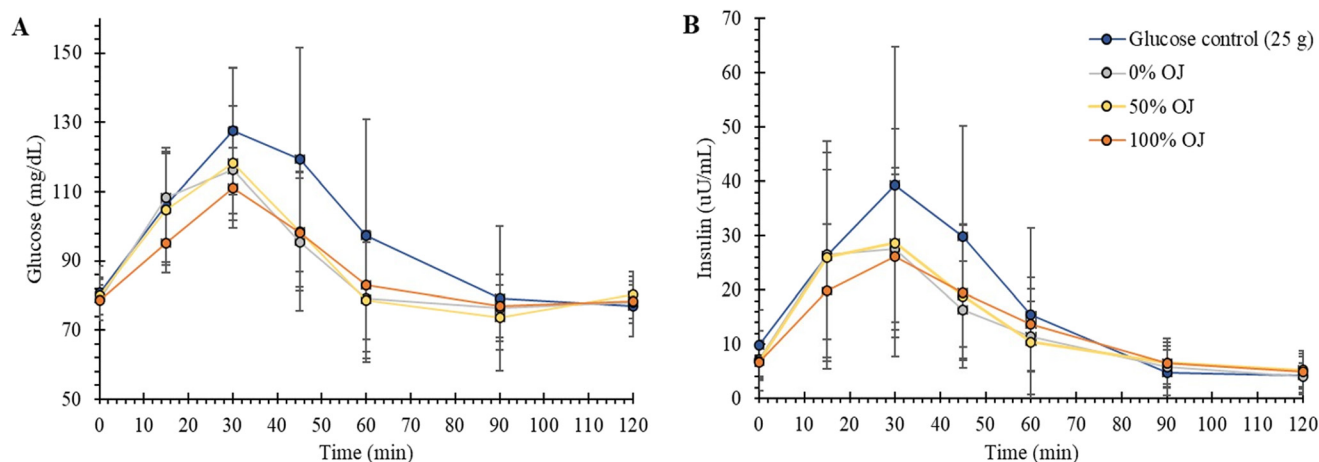 A
150
130
110
90
70
50
Glucose (mg/dL)
0 10 20 30 40 50 60 70 80 90 100 110 120
Time (min)
B
70
60
50
40
30
20
10
0
Insulin (uU/mL)
0 10 20 30 40 50 60 70 80 90 100 110 120
Time (min)
Glucose control (25 g)
0% OJ
50% OJ
100% OJ